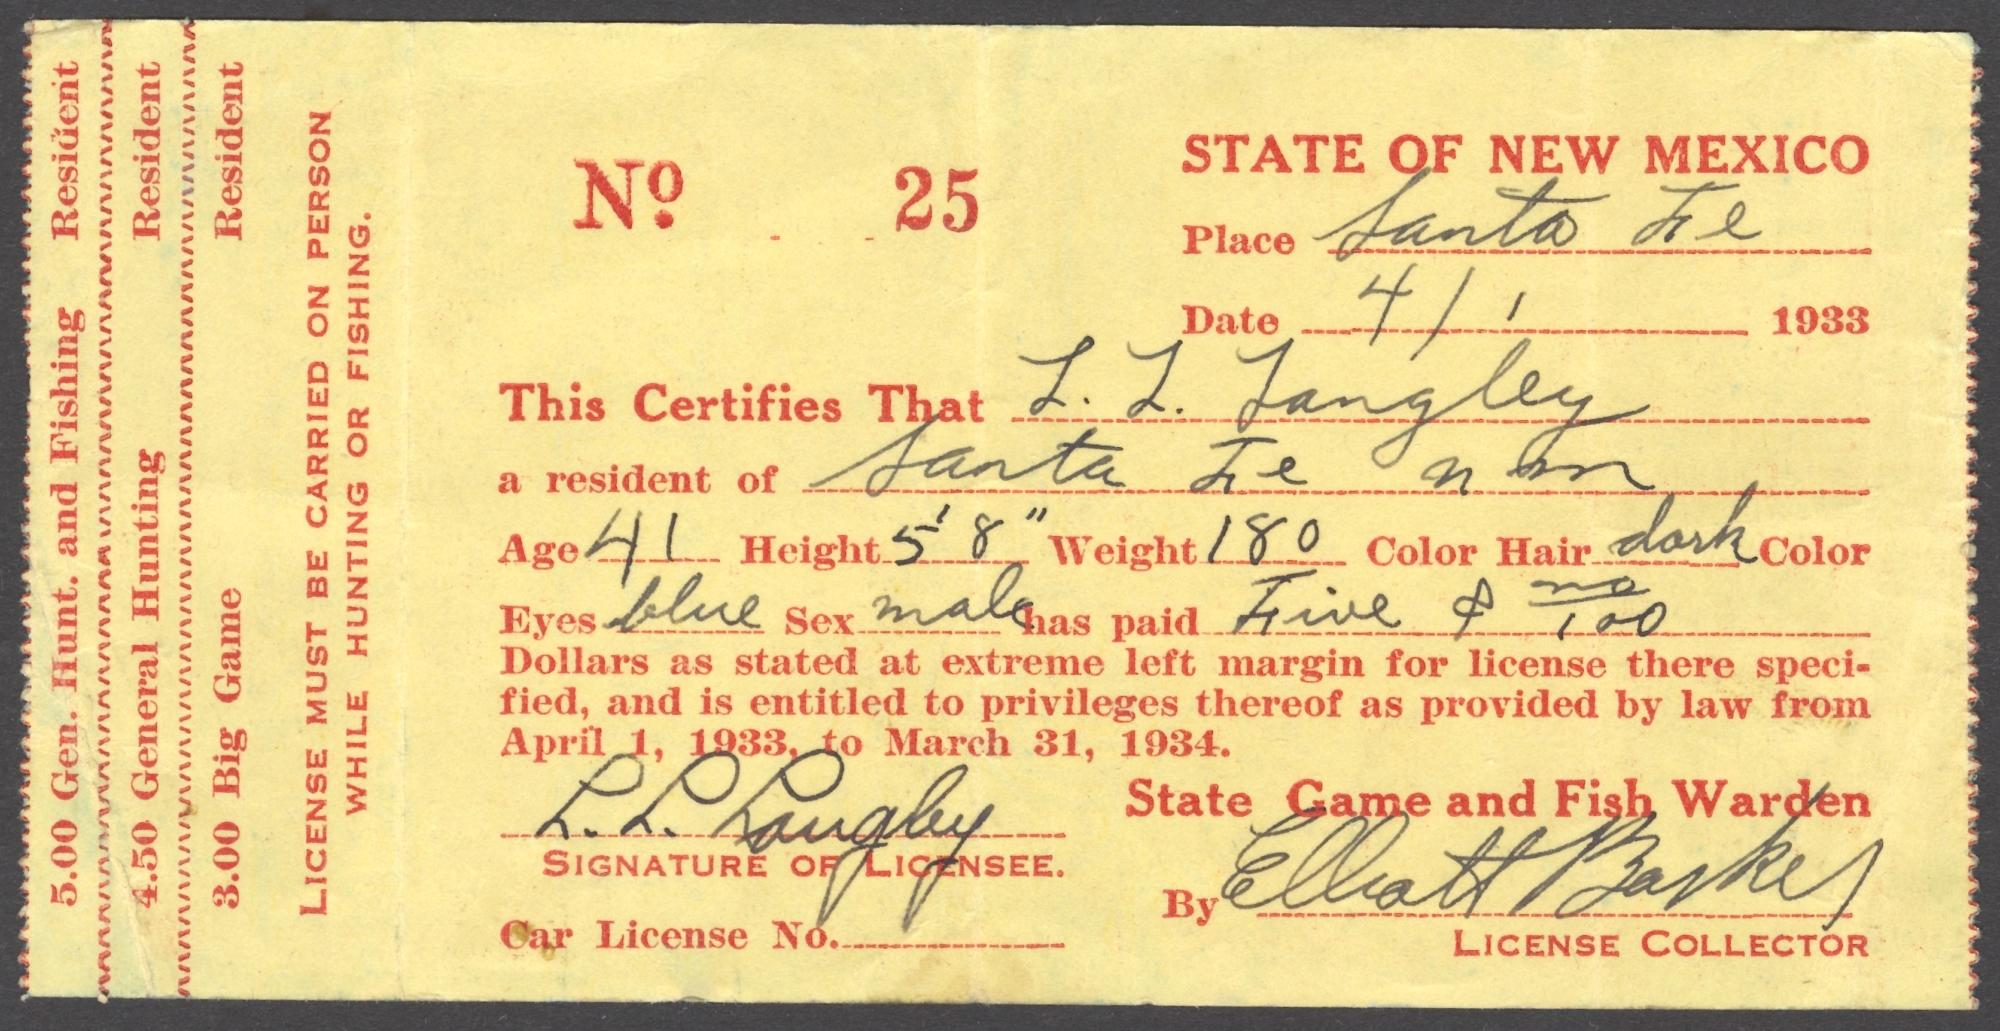 5.00 Gen. Hunt. and Fishing Resident
4.50 General Hunting Resident
3.00 Big Game Resident
LICENSE MUST BE CARRIED ON PERSON
WHILE HUNTING OR FISHING.
No 25
STATE OF NEW MEXICO
Place Santa Fe
Date 4/1 1933
This Certifies That L. L. Langley
a resident of Santa Fe n m
Age 41 Height 5'8" Weight 180 Color Hair dark Color
Eyes blue Sex male has paid Five & no/100
Dollars as stated at extreme left margin for license there speci-
fied, and is entitled to privileges thereof as provided by law from
April 1, 1933, to March 31, 1934.
L. L. Langley
SIGNATURE OF LICENSEE.
Car License No.
State Game and Fish Warden
By Elliott Barker
LICENSE COLLECTOR